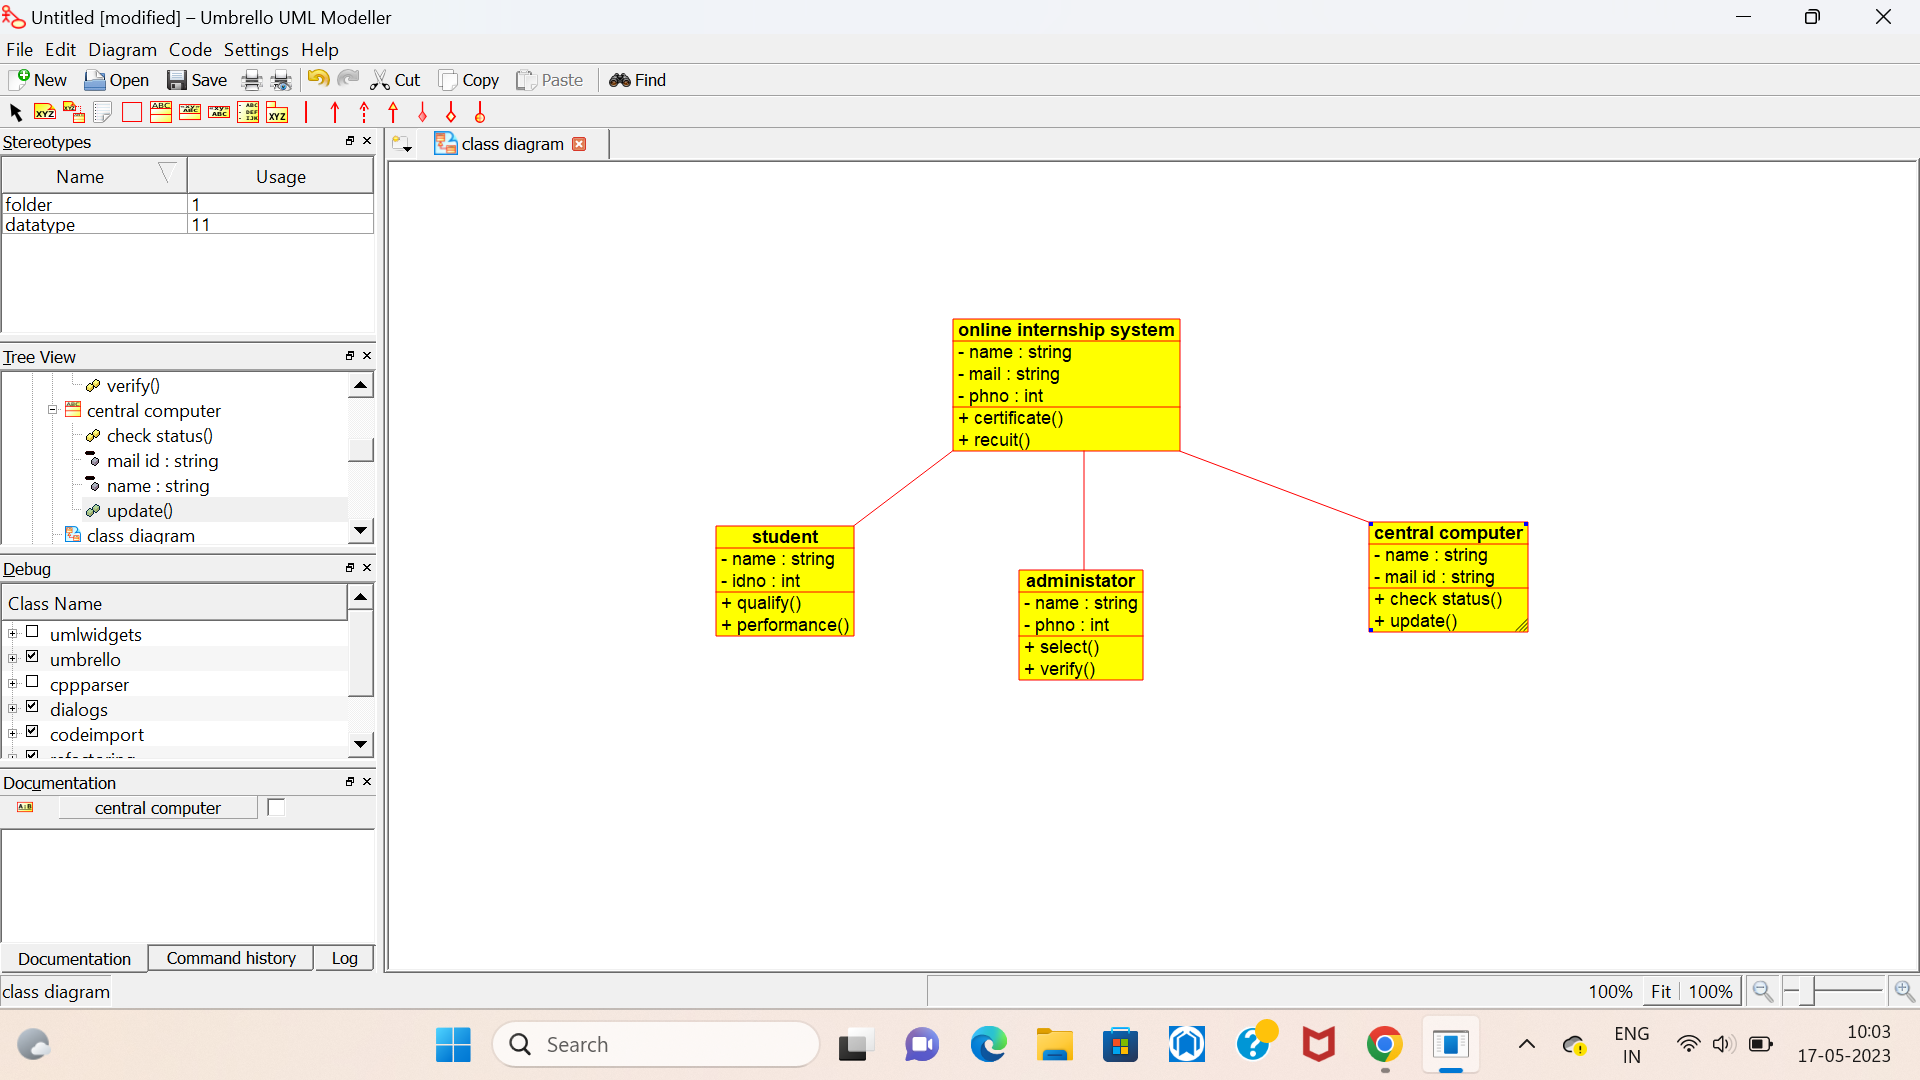 Untitled [modified] – Umbrello UML Modeller
File Edit Diagram Code Settings Help
New Open Save Cut Copy Paste Find
Stereotypes
Name Usage
folder 1
datatype 11
Tree View
verify()
central computer
check status()
mail id : string
name : string
update()
class diagram
Debug
Class Name
umlwidgets
umbrello
cppparser
dialogs
codeimport
Documentation
central computer
Documentation Command history Log
class diagram
class diagram
online internship system
- name : string
- mail : string
- phno : int
+ certificate()
+ recuit()
student
- name : string
- idno : int
+ qualify()
+ performance()
administator
- name : string
- phno : int
+ select()
+ verify()
central computer
- name : string
- mail id : string
+ check status()
+ update()
100% Fit 100%
Search
ENG
IN
10:03
17-05-2023